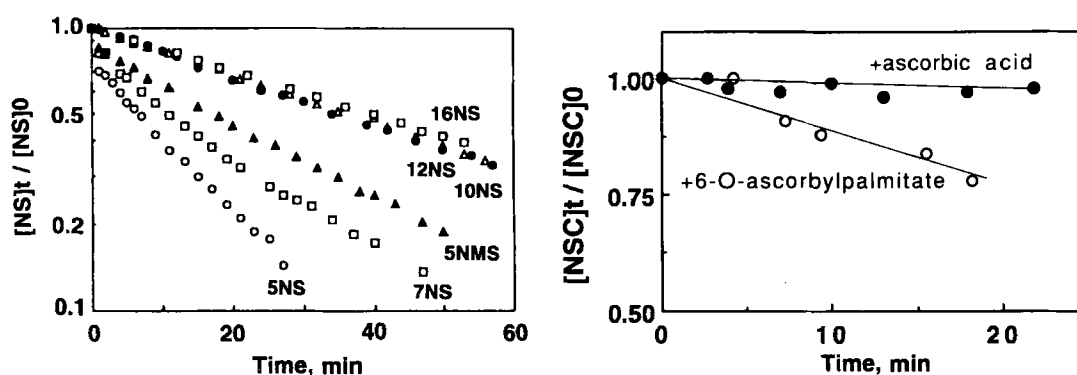 [NS]t / [NS]0
1.0
0.5
0.2
0.1
16NS
12NS
10NS
5NMS
7NS
5NS
0
20
40
60
Time, min
[NSC]t / [NSC]0
1.00
0.75
0.50
+ascorbic acid
+6-O-ascorbylpalmitate
0
10
20
Time, min